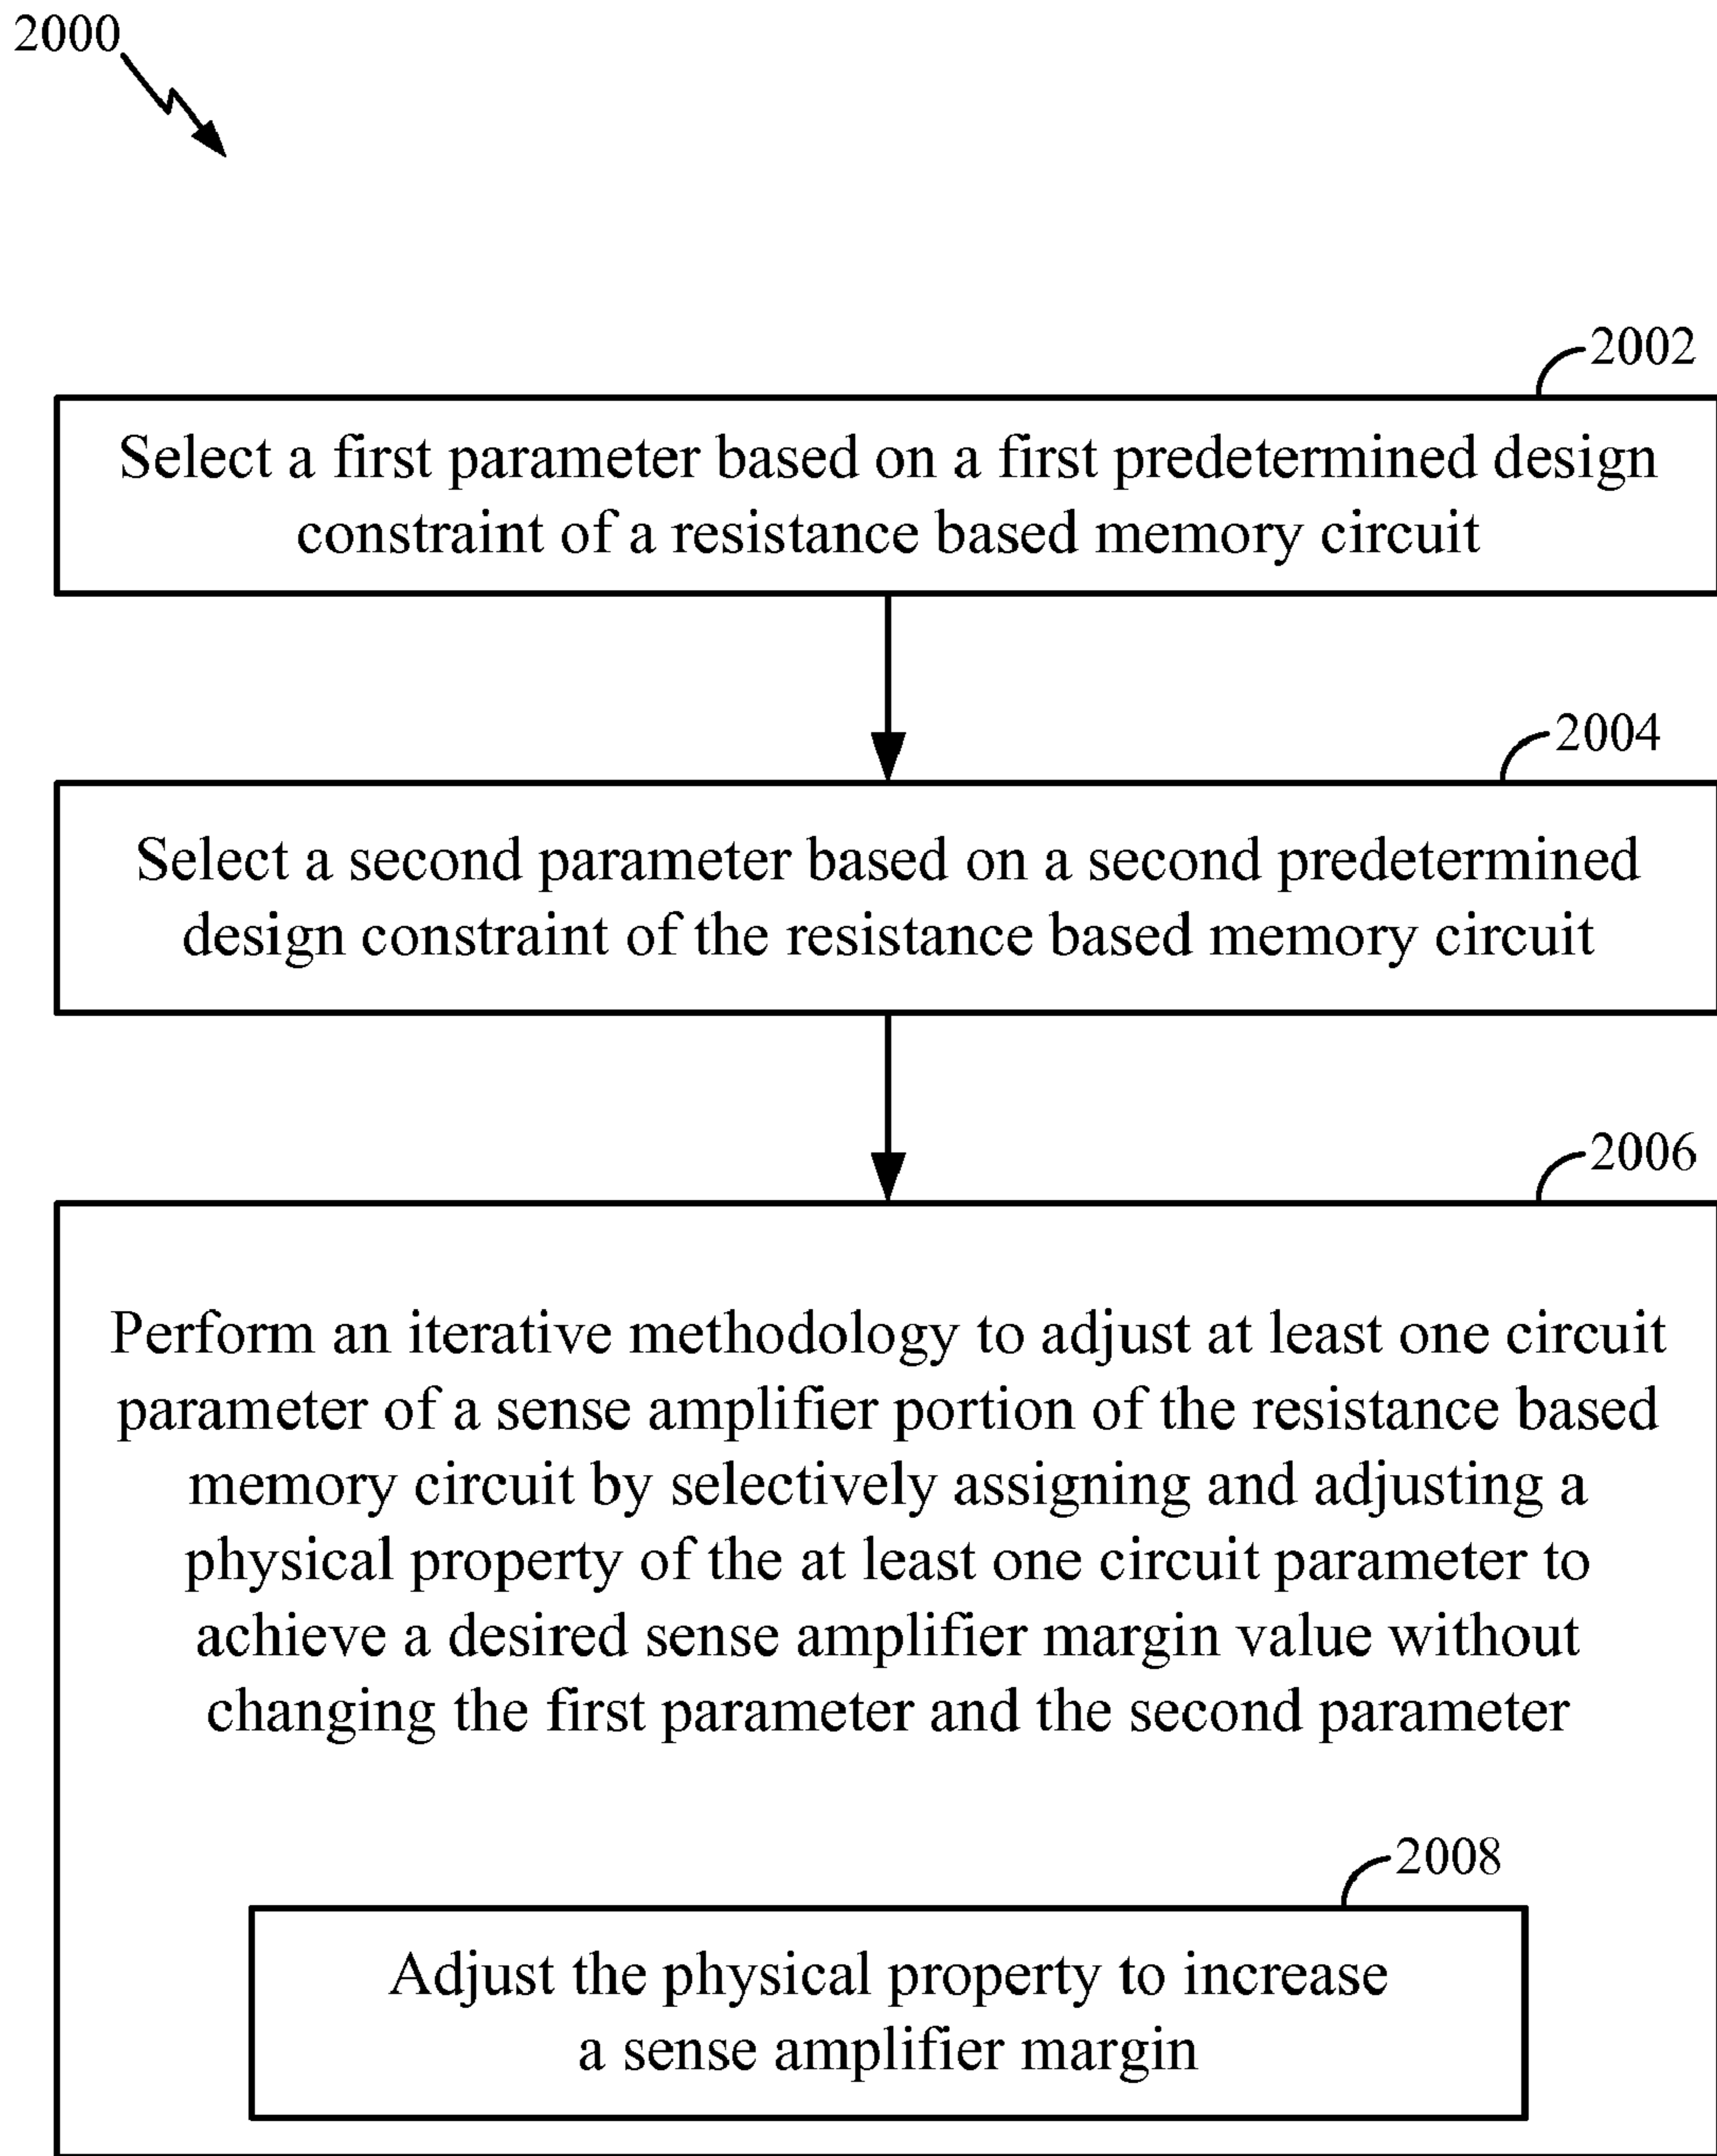 2000
2002
Select a first parameter based on a first predetermined design
constraint of a resistance based memory circuit
2004
Select a second parameter based on a second predetermined
design constraint of the resistance based memory circuit
2006
Perform an iterative methodology to adjust at least one circuit
parameter of a sense amplifier portion of the resistance based
memory circuit by selectively assigning and adjusting a
physical property of the at least one circuit parameter to
achieve a desired sense amplifier margin value without
changing the first parameter and the second parameter
2008
Adjust the physical property to increase
a sense amplifier margin